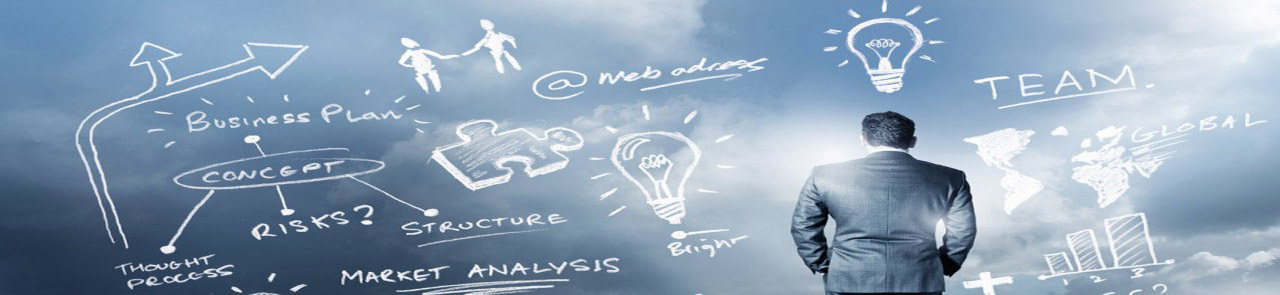 @ Web adress
TEAM.
Business Plan
GLOBAL
CONCEPT
RISKS?
STRUCTURE
Bright
THOUGHT
PROCESS
MARKET ANALYSIS
1 2 3